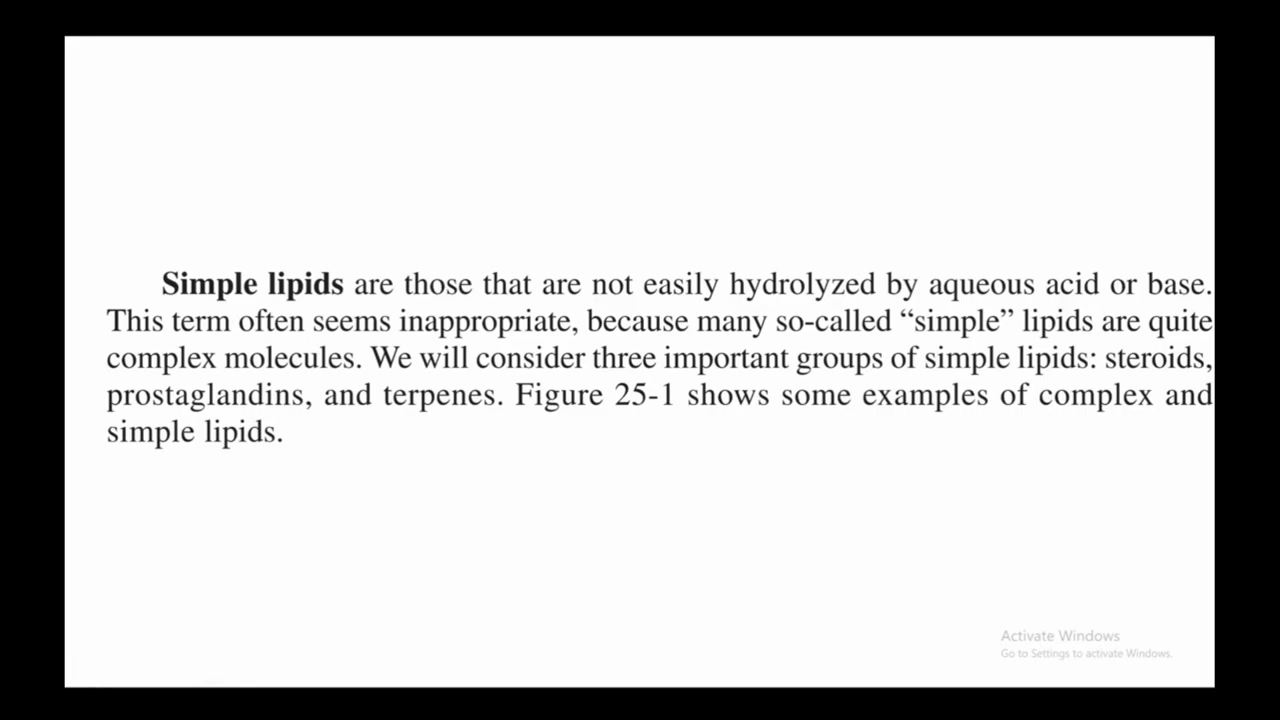 Simple lipids are those that are not easily hydrolyzed by aqueous acid or base.
This term often seems inappropriate, because many so-called “simple” lipids are quite
complex molecules. We will consider three important groups of simple lipids: steroids,
prostaglandins, and terpenes. Figure 25-1 shows some examples of complex and
simple lipids.
Activate Windows
Go to Settings to activate Windows.